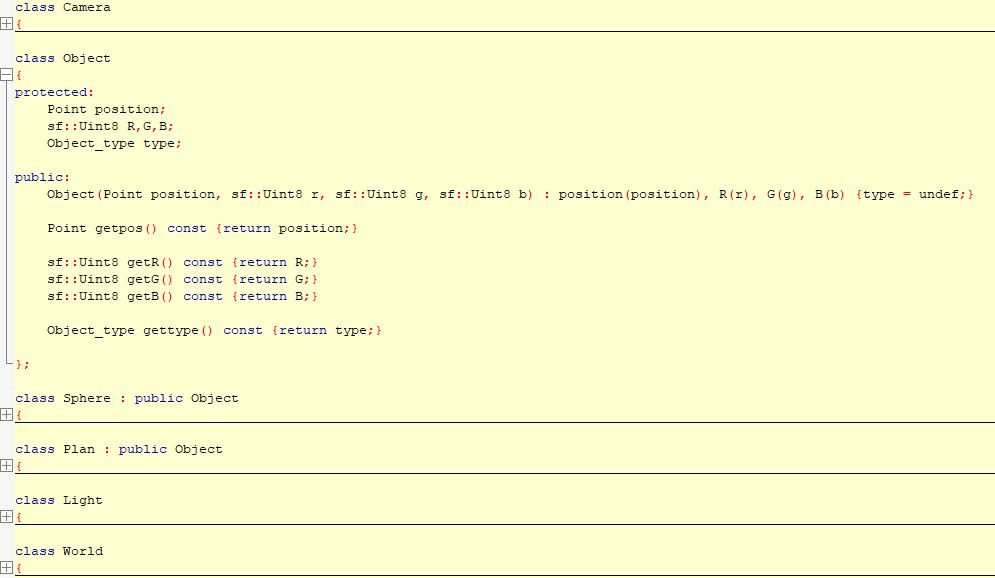 class Camera
{
class Object
{
protected:
    Point position;
    sf::Uint8 R,G,B;
    Object_type type;
public:
    Object(Point position, sf::Uint8 r, sf::Uint8 g, sf::Uint8 b) : position(position), R(r), G(g), B(b) {type = undef;}
    Point getpos() const {return position;}
    sf::Uint8 getR() const {return R;}
    sf::Uint8 getG() const {return G;}
    sf::Uint8 getB() const {return B;}
    Object_type gettype() const {return type;}
};
class Sphere : public Object
{
class Plan : public Object
{
class Light
{
class World
{